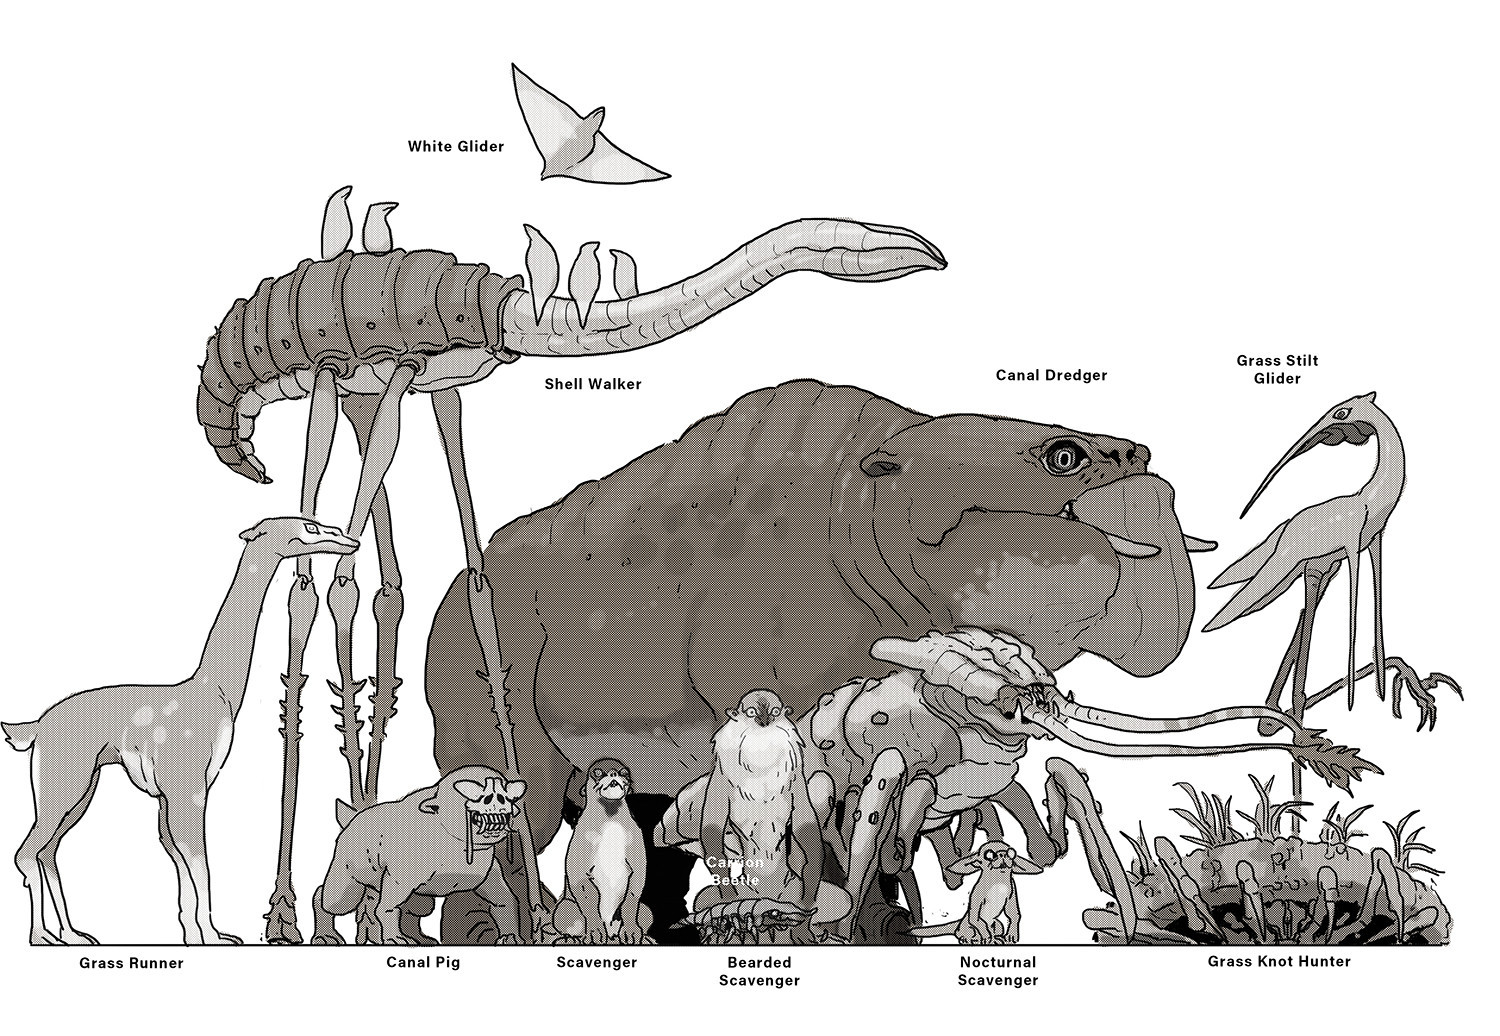 White Glider
Shell Walker
Canal Dredger
Grass Stilt
Glider
Carrion
Beetle
Grass Runner
Canal Pig
Scavenger
Bearded
Scavenger
Nocturnal
Scavenger
Grass Knot Hunter